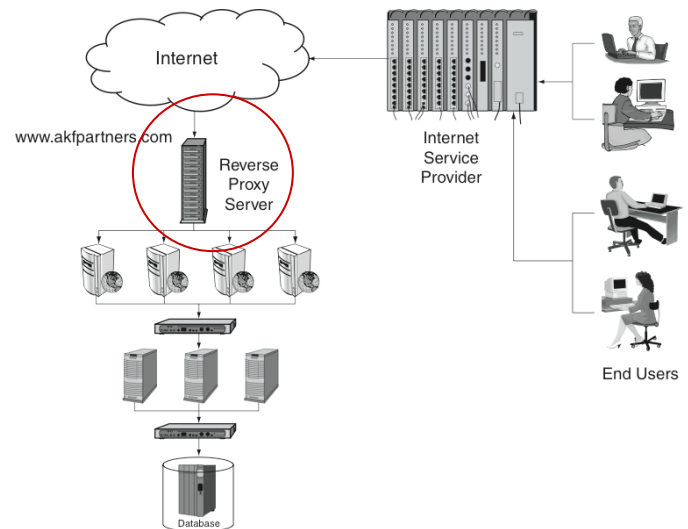 Internet
www.akfpartners.com
Reverse
Proxy
Server
Internet
Service
Provider
End Users
Database